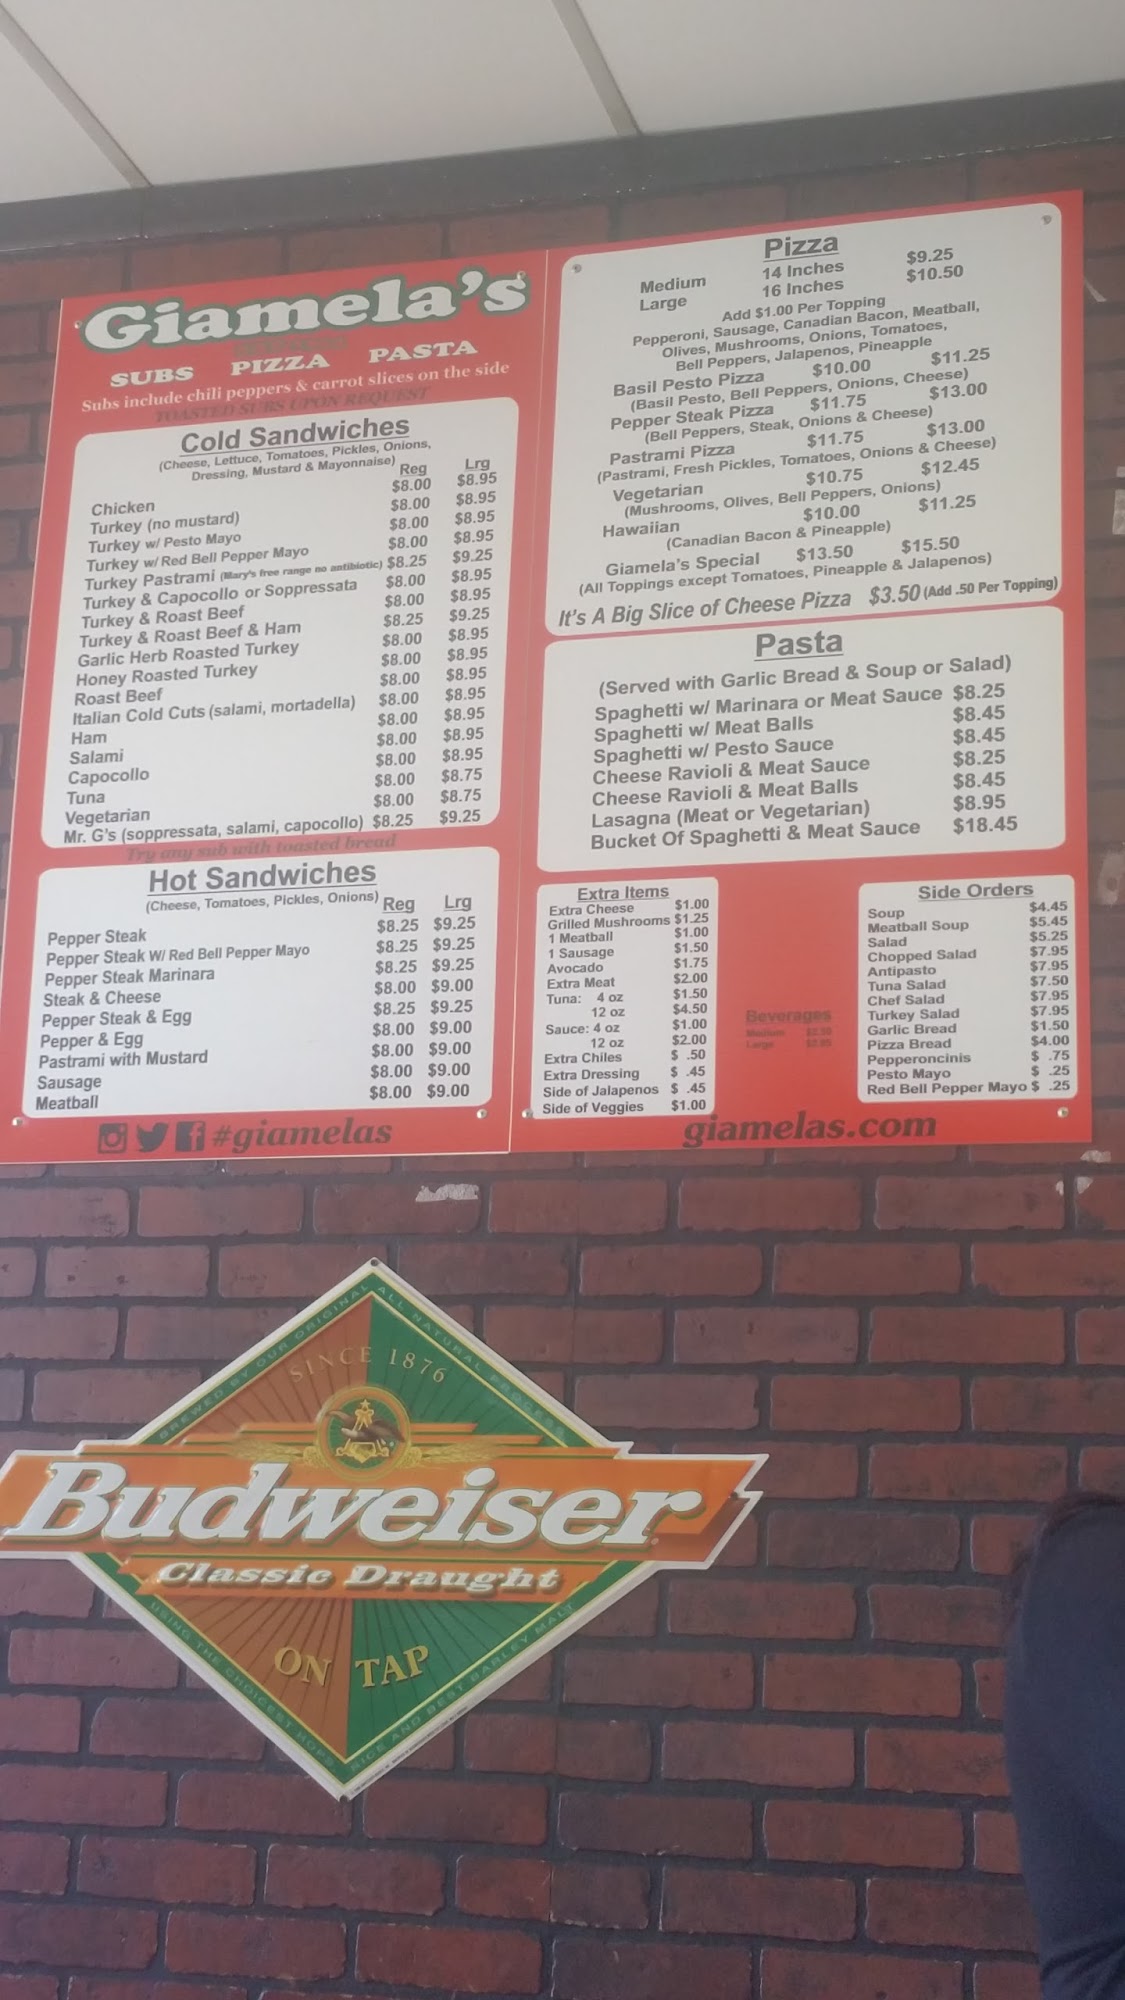 Giamela's
SUBS PIZZA PASTA
Subs include chili peppers & carrot slices on the side
TOASTED SUBS UPON REQUEST
Cold Sandwiches
(Cheese, Lettuce, Tomatoes, Pickles, Onions,
Dressing, Mustard & Mayonnaise) Reg Lrg
Chicken $8.00 $8.95
Turkey (no mustard) $8.00 $8.95
Turkey w/ Pesto Mayo $8.00 $8.95
Turkey w/ Red Bell Pepper Mayo $8.00 $8.95
Turkey Pastrami (Mary's free range no antibiotic) $8.25 $9.25
Turkey & Capocollo or Soppressata $8.00 $8.95
Turkey & Roast Beef $8.00 $8.95
Turkey & Roast Beef & Ham $8.25 $9.25
Garlic Herb Roasted Turkey $8.00 $8.95
Honey Roasted Turkey $8.00 $8.95
Roast Beef $8.00 $8.95
Italian Cold Cuts (salami, mortadella) $8.00 $8.95
Ham $8.00 $8.95
Salami $8.00 $8.95
Capocollo $8.00 $8.95
Tuna $8.00 $8.75
Vegetarian $8.00 $8.75
Mr. G's (soppressata, salami, capocollo) $8.25 $9.25
Try any sub with toasted bread
Hot Sandwiches
(Cheese, Tomatoes, Pickles, Onions) Reg Lrg
Pepper Steak $8.25 $9.25
Pepper Steak W/ Red Bell Pepper Mayo $8.25 $9.25
Pepper Steak Marinara $8.25 $9.25
Steak & Cheese $8.00 $9.00
Pepper Steak & Egg $8.25 $9.25
Pepper & Egg $8.00 $9.00
Pastrami with Mustard $8.00 $9.00
Sausage $8.00 $9.00
Meatball $8.00 $9.00
#giamelas
Pizza
Medium 14 Inches $9.25
Large 16 Inches $10.50
Add $1.00 Per Topping
Pepperoni, Sausage, Canadian Bacon, Meatball,
Olives, Mushrooms, Onions, Tomatoes,
Bell Peppers, Jalapenos, Pineapple
Basil Pesto Pizza $10.00 $11.25
(Basil Pesto, Bell Peppers, Onions, Cheese)
Pepper Steak Pizza $11.75 $13.00
(Bell Peppers, Steak, Onions & Cheese)
Pastrami Pizza $11.75 $13.00
(Pastrami, Fresh Pickles, Tomatoes, Onions & Cheese)
Vegetarian $10.75 $12.45
(Mushrooms, Olives, Bell Peppers, Onions)
Hawaiian $10.00 $11.25
(Canadian Bacon & Pineapple)
Giamela's Special $13.50 $15.50
(All Toppings except Tomatoes, Pineapple & Jalapenos)
It's A Big Slice of Cheese Pizza $3.50 (Add .50 Per Topping)
Pasta
(Served with Garlic Bread & Soup or Salad)
Spaghetti w/ Marinara or Meat Sauce $8.25
Spaghetti w/ Meat Balls $8.45
Spaghetti w/ Pesto Sauce $8.45
Cheese Ravioli & Meat Sauce $8.25
Cheese Ravioli & Meat Balls $8.45
Lasagna (Meat or Vegetarian) $8.95
Bucket Of Spaghetti & Meat Sauce $18.45
Extra Items
Extra Cheese $1.00
Grilled Mushrooms $1.25
1 Meatball $1.00
1 Sausage $1.50
Avocado $1.75
Extra Meat $2.00
Tuna: 4 oz $1.50
12 oz $4.50
Sauce: 4 oz $1.00
12 oz $2.00
Extra Chiles $ .50
Extra Dressing $ .45
Side of Jalapenos $ .45
Side of Veggies $1.00
Beverages
Medium
Large
Side Orders
Soup $4.45
Meatball Soup $5.45
Salad $5.25
Chopped Salad $7.95
Antipasto $7.95
Tuna Salad $7.50
Chef Salad $7.95
Turkey Salad $7.95
Garlic Bread $1.50
Pizza Bread $4.00
Pepperoncinis $ .75
Pesto Mayo $ .25
Red Bell Pepper Mayo $ .25
giamelas.com
BREWED BY OUR ORIGINAL ALL NATURAL PROCESS
SINCE 1876
Budweiser
Classic Draught
ON TAP
USING THE CHOICEST HOPS, RICE AND BEST BARLEY MALT